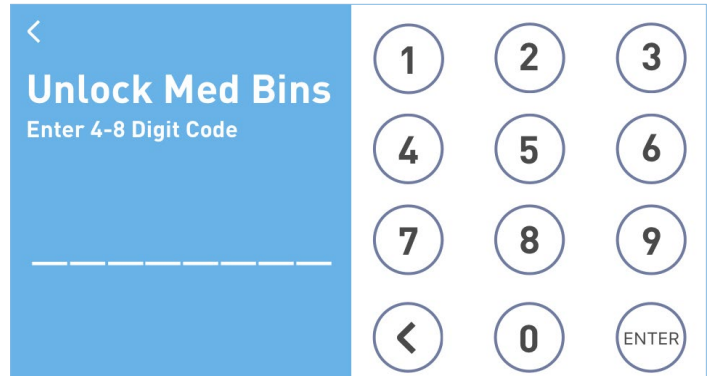 Unlock Med Bins
Enter 4-8 Digit Code
1 2 3
4 5 6
7 8 9
0 ENTER